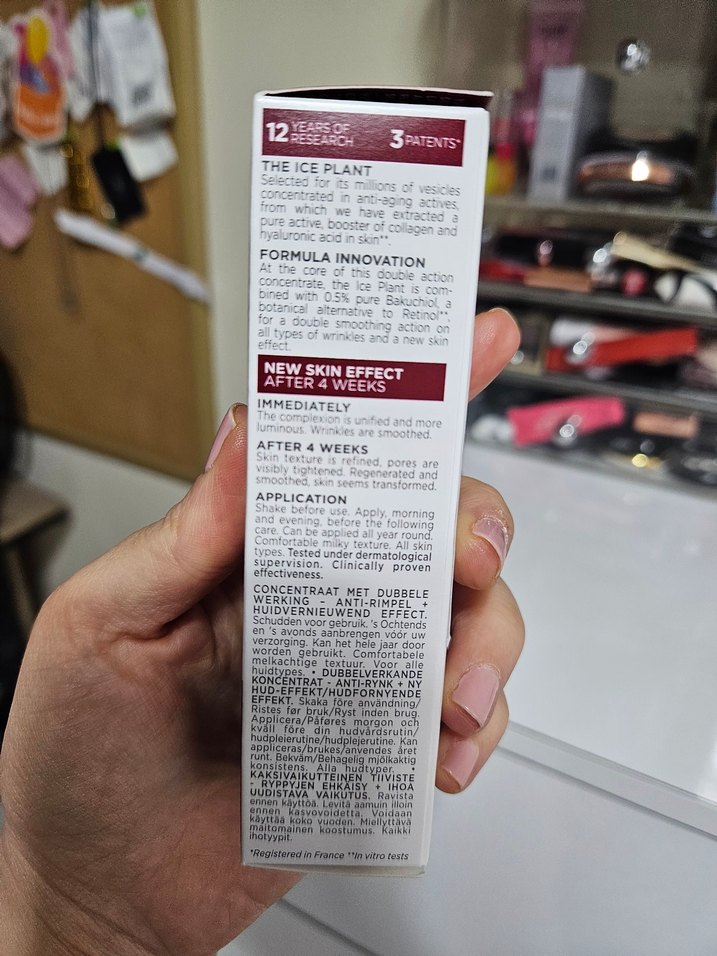 12 YEARS OF RESEARCH 3 PATENTS*
THE ICE PLANT
Selected for its millions of vesicles
concentrated in anti-aging actives,
from which we have extracted a
pure active, booster of collagen and
hyaluronic acid in skin**.
FORMULA INNOVATION
At the core of this double action
concentrate, the Ice Plant is com-
bined with 0.5% pure Bakuchiol, a
botanical alternative to Retinol**,
for a double smoothing action on
all types of wrinkles and a new skin
effect.
NEW SKIN EFFECT
AFTER 4 WEEKS
IMMEDIATELY
The complexion is unified and more
luminous. Wrinkles are smoothed.
AFTER 4 WEEKS
Skin texture is refined, pores are
visibly tightened. Regenerated and
smoothed, skin seems transformed.
APPLICATION
Shake before use. Apply, morning
and evening, before the following
care. Can be applied all year round.
Comfortable milky texture. All skin
types. Tested under dermatological
supervision. Clinically proven
effectiveness.
CONCENTRAAT MET DUBBELE
WERKING - ANTI-RIMPEL +
HUIDVERNIEUWEND EFFECT.
Schudden voor gebruik. 's Ochtends
en 's avonds aanbrengen vóór uw
verzorging. Kan het hele jaar door
worden gebruikt. Comfortabele
melkachtige textuur. Voor alle
huidtypes. • DUBBELVERKANDE
KONCENTRAT - ANTI-RYNK + NY
HUD-EFFEKT/HUDFORNYENDE
EFFEKT. Skaka före användning/
Ristes før bruk/Ryst inden brug.
Applicera/Påføres morgon och
kväll före din hudvårdsrutin/
hudpleierutine/hudplejerutine. Kan
appliceras/brukes/anvendes året
runt. Bekväm/Behagelig mjölkaktig
konsistens. Alla hudtyper. •
KAKSIVAIKUTTEINEN TIIVISTE
- RYPPYJEN EHKÄISY + IHOA
UUDISTAVA VAIKUTUS. Ravista
ennen käyttöä. Levitä aamuin illoin
ennen kasvovoidetta. Voidaan
käyttää koko vuoden. Miellyttävä
maitomainen koostumus. Kaikki
ihotyypit.
*Registered in France **In vitro tests